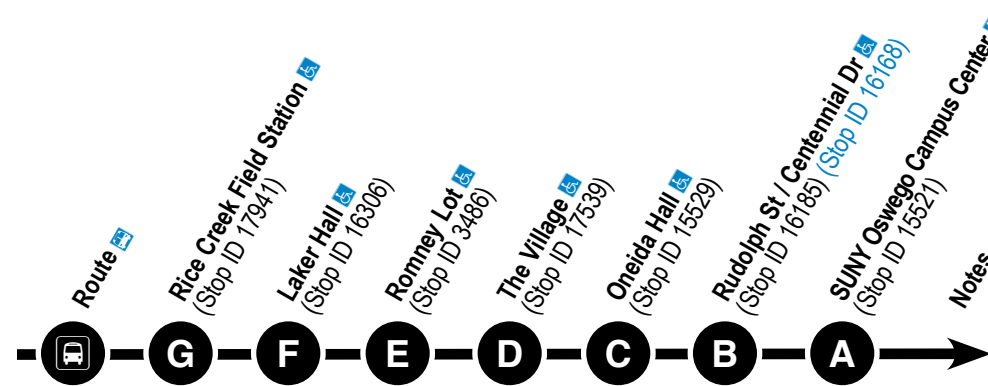 Route
Rice Creek Field Station
(Stop ID 17941)
Laker Hall
(Stop ID 16306)
Romney Lot
(Stop ID 3486)
The Village
(Stop ID 17539)
Oneida Hall
(Stop ID 15529)
Rudolph St / Centennial Dr
(Stop ID 16185) (Stop ID 16168)
SUNY Oswego Campus Center
(Stop ID 15521)
Notes
G F E D C B A